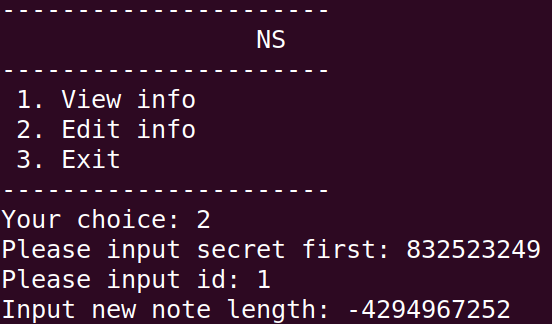 ----------------------
NS
----------------------
1. View info
2. Edit info
3. Exit
----------------------
Your choice: 2
Please input secret first: 832523249
Please input id: 1
Input new note length: -4294967252